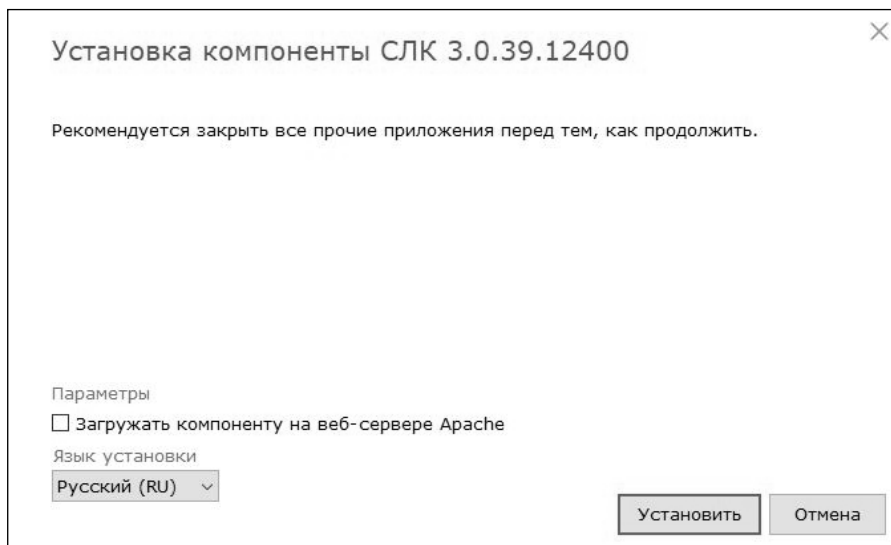 Установка компоненты СЛК 3.0.39.12400
Рекомендуется закрыть все прочие приложения перед тем, как продолжить.
Параметры
Загружать компоненту на веб-сервере Apache
Язык установки
Русский (RU)
Установить
Отмена